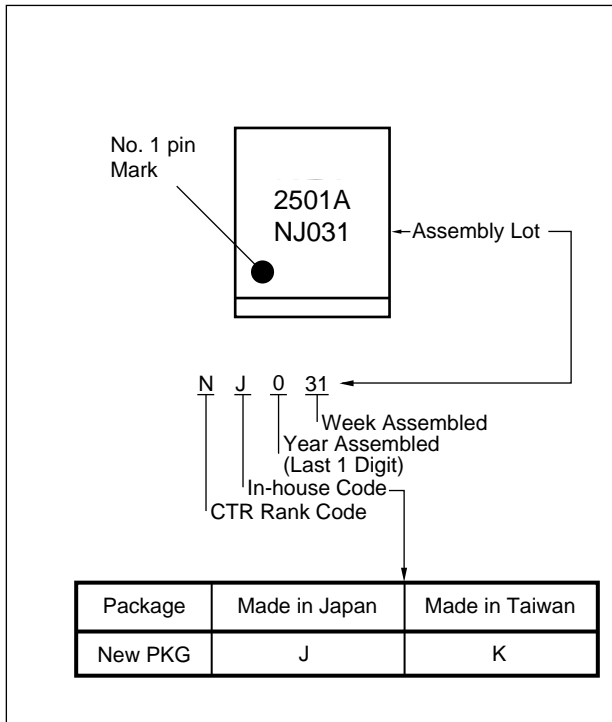 No. 1 pin
Mark
2501A
NJ031
Assembly Lot
N J 0 31
Week Assembled
Year Assembled
(Last 1 Digit)
In-house Code
CTR Rank Code
Package Made in Japan Made in Taiwan
New PKG J K